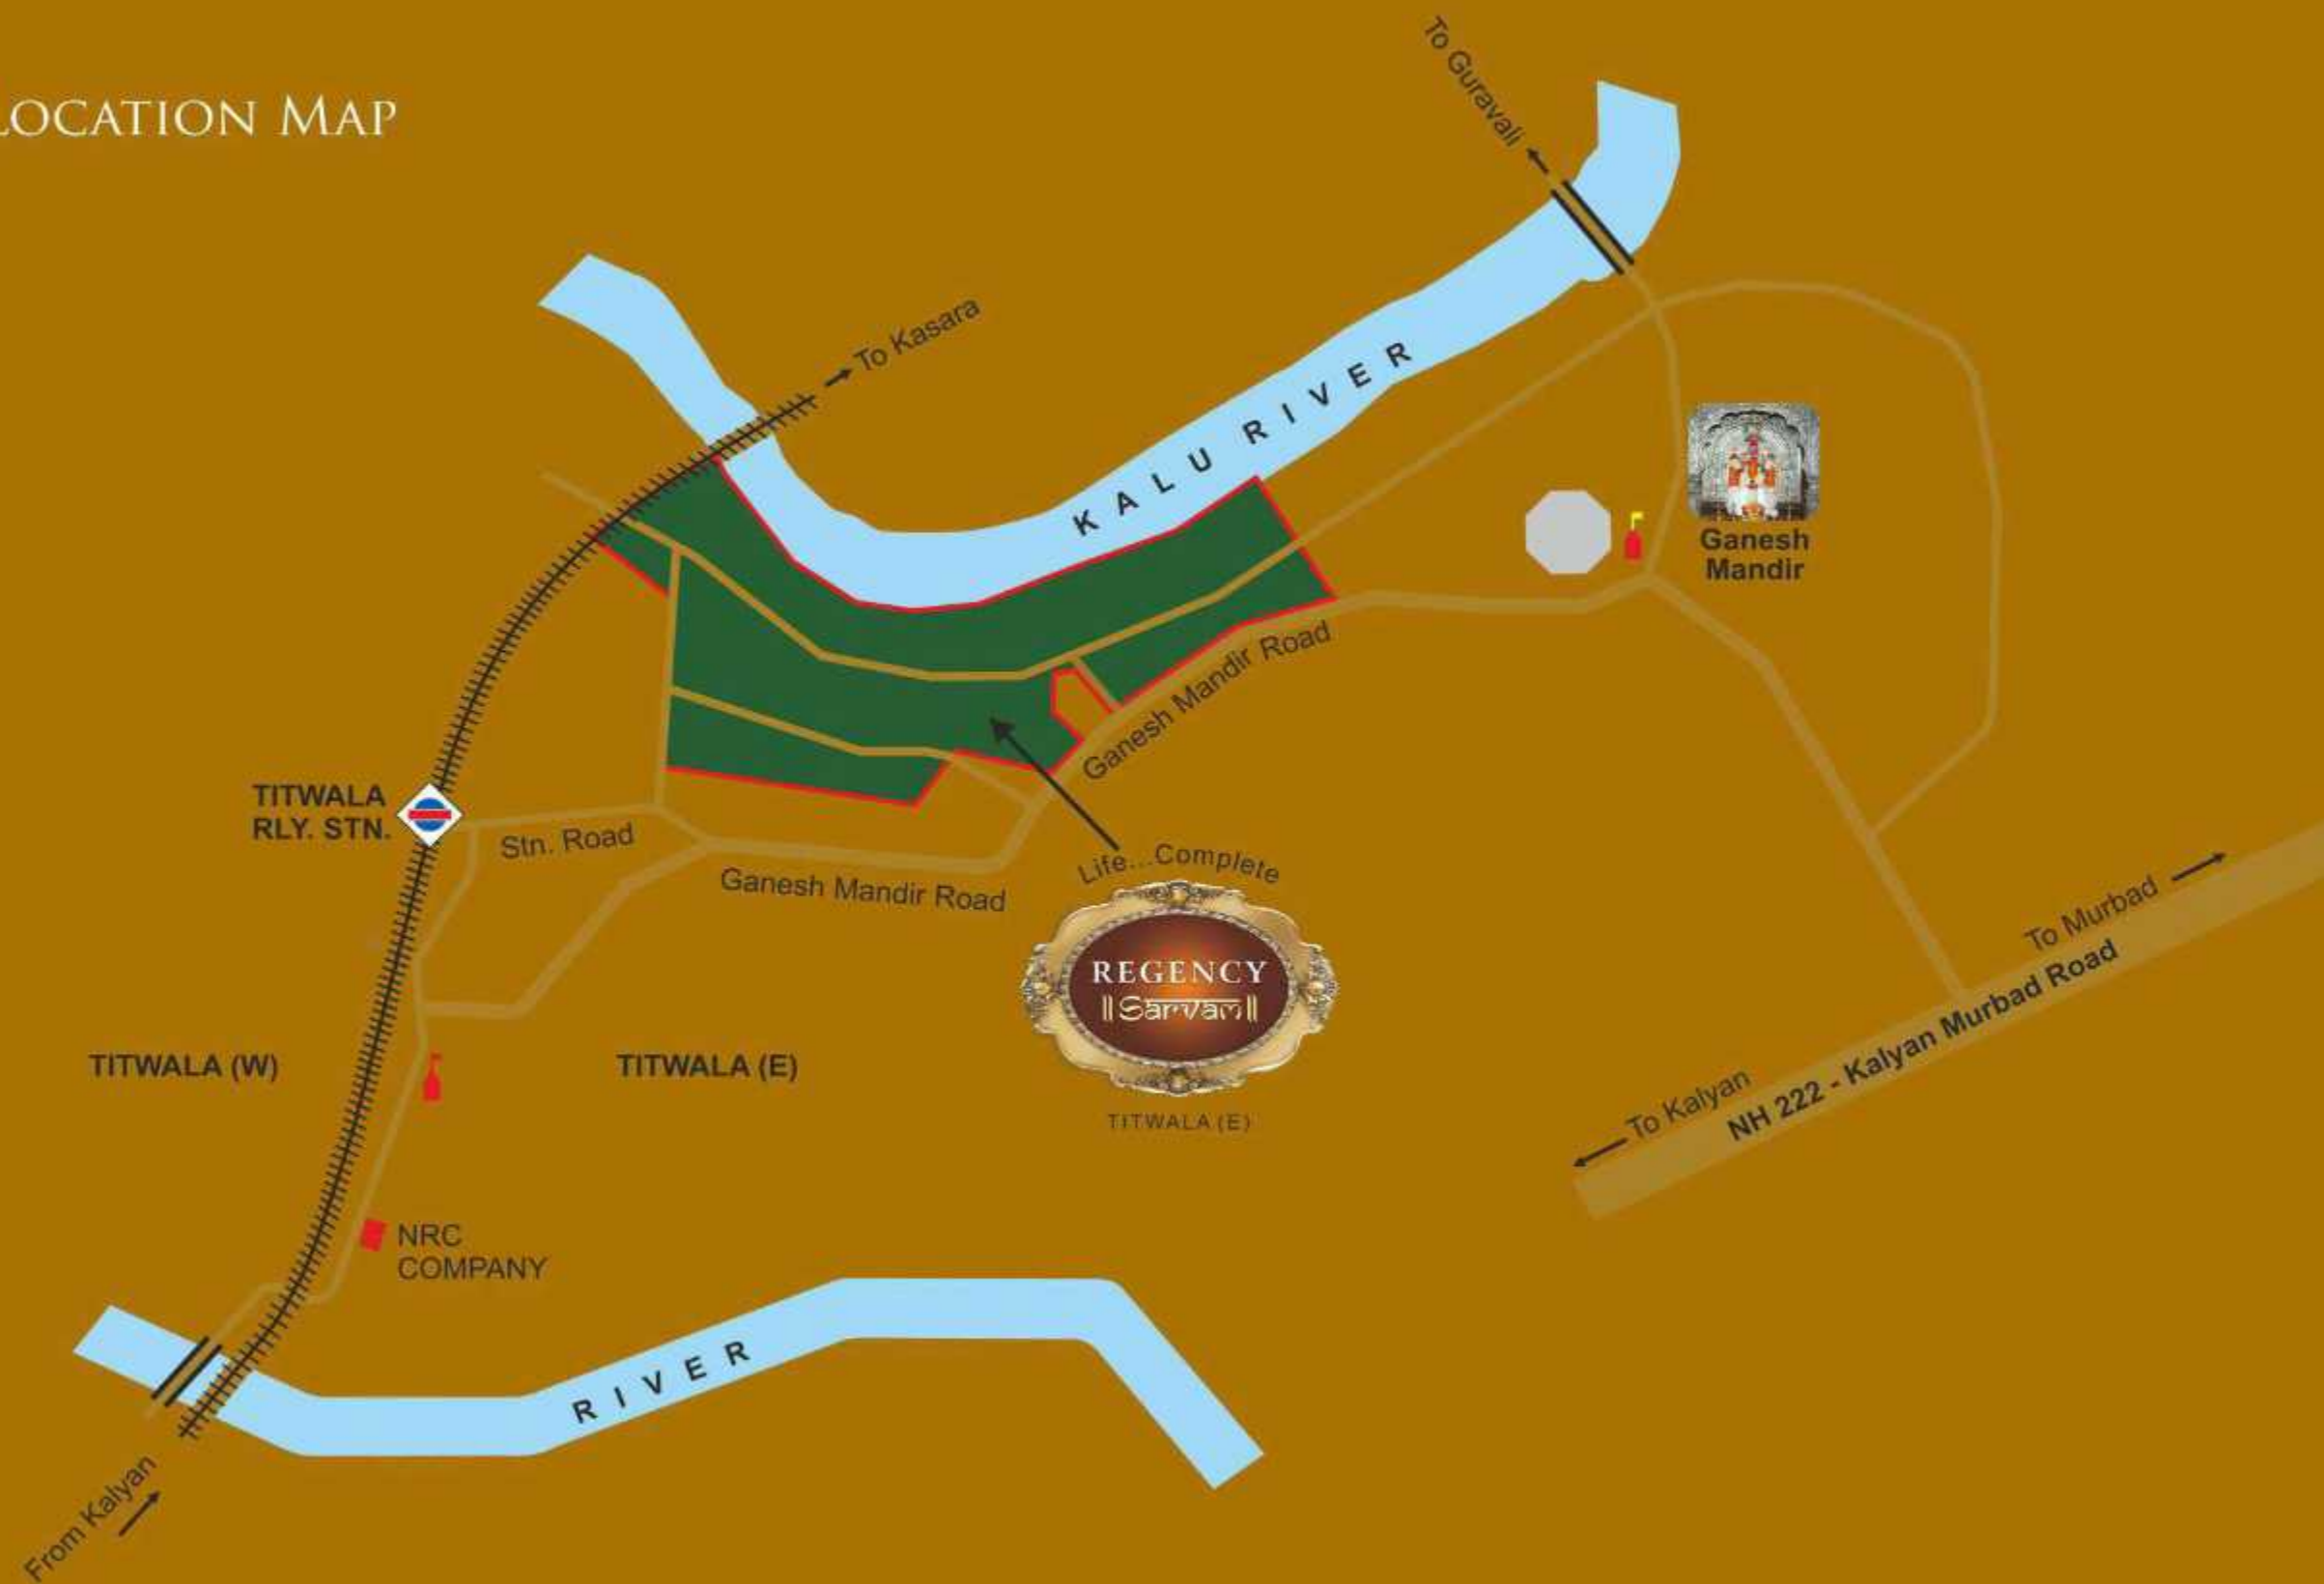 LOCATION MAP
To Guravali
To Kasara
KALU RIVER
Ganesh
Mandir
Ganesh Mandir Road
TITWALA
RLY. STN.
Stn. Road
Ganesh Mandir Road
Life...Complete
REGENCY
||Sarvam||
TITWALA (E)
To Murbad
NH 222 - Kalyan Murbad Road
To Kalyan
TITWALA (W)
TITWALA (E)
NRC
COMPANY
RIVER
From Kalyan